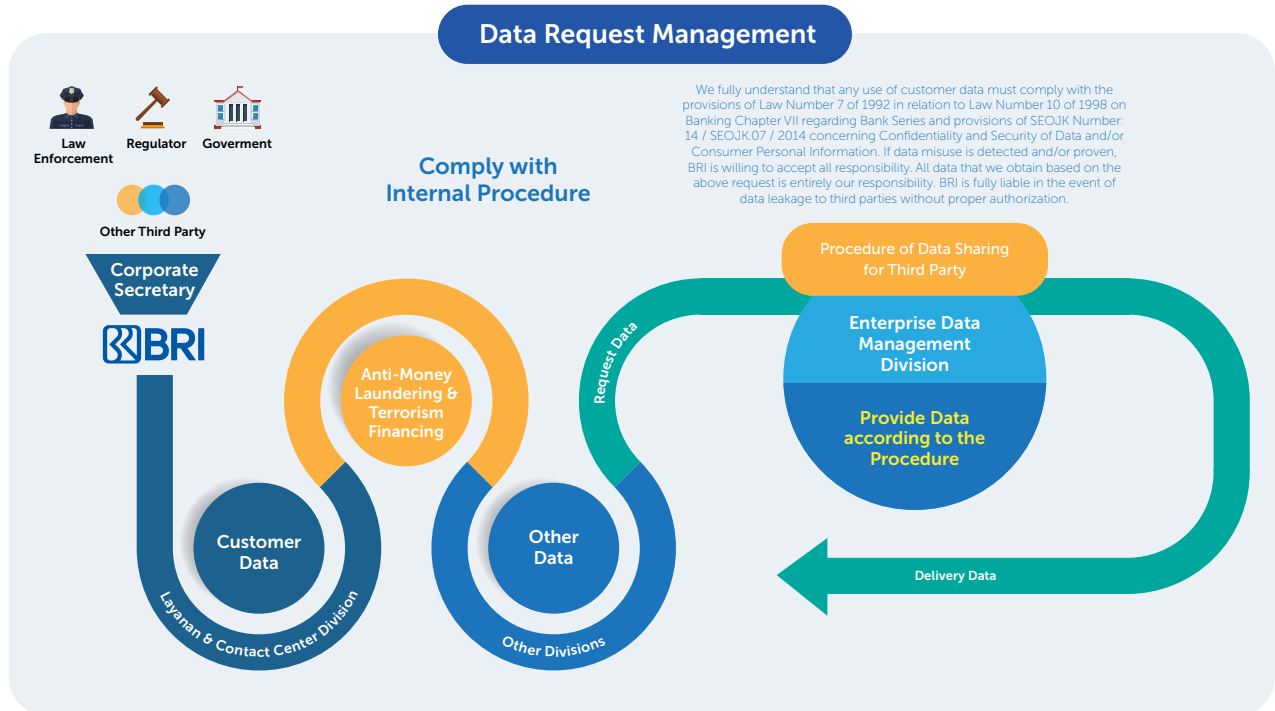 Data Request Management
Law
Enforcement
Regulator
Goverment
Other Third Party
Corporate
Secretary
BRI
Comply with
Internal Procedure
We fully understand that any use of customer data must comply with the
provisions of Law Number 7 of 1992 in relation to Law Number 10 of 1998 on
Banking Chapter VII regarding Bank Series and provisions of SEOJK Number:
14 / SEOJK.07 / 2014 concerning Confidentiality and Security of Data and/or
Consumer Personal Information. If data misuse is detected and/or proven,
BRI is willing to accept all responsibility. All data that we obtain based on the
above request is entirely our responsibility. BRI is fully liable in the event of
data leakage to third parties without proper authorization.
Customer
Data
Layanan & Contact Center Division
Anti-Money
Laundering &
Terrorism
Financing
Other
Data
Other Divisions
Request Data
Procedure of Data Sharing
for Third Party
Enterprise Data
Management
Division
Provide Data
according to the
Procedure
Delivery Data